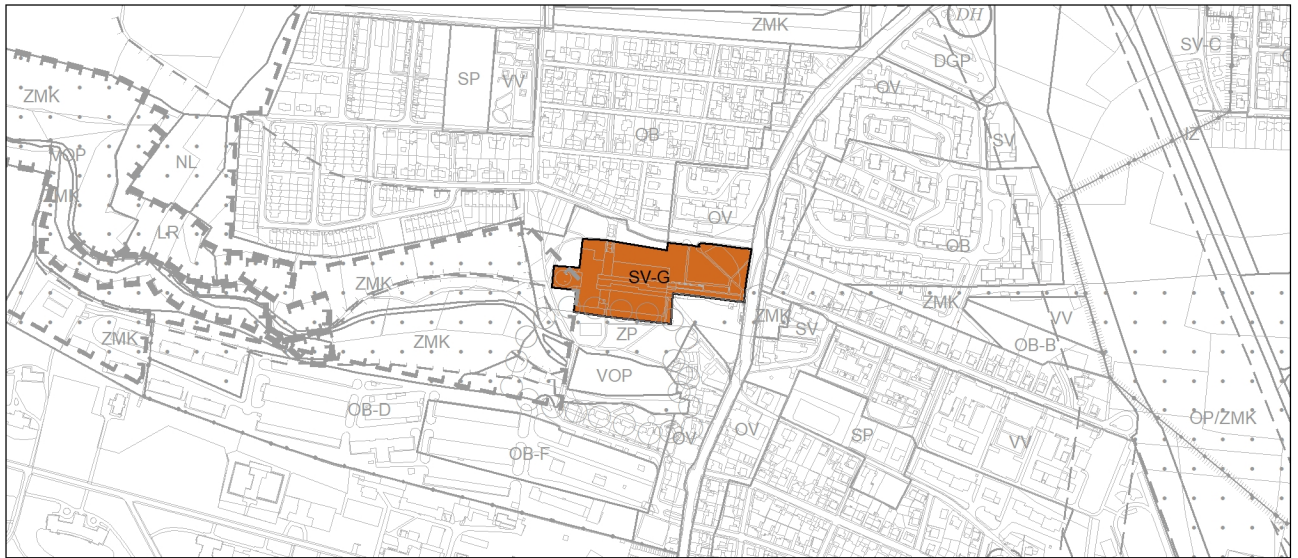 DH
ZMK
SV-C
DGP
SP
VV
OV
ZMK
OB
SV
IZ
VOP
NL
ZMK
OV
LR
OB
SV-G
ZMK
ZMK
VV
ZMK
SV
ZMK
ZMK
ZP
OB-B
VOP
OB-D
OP/ZMK
OV
OV
SP
VV
OB-F